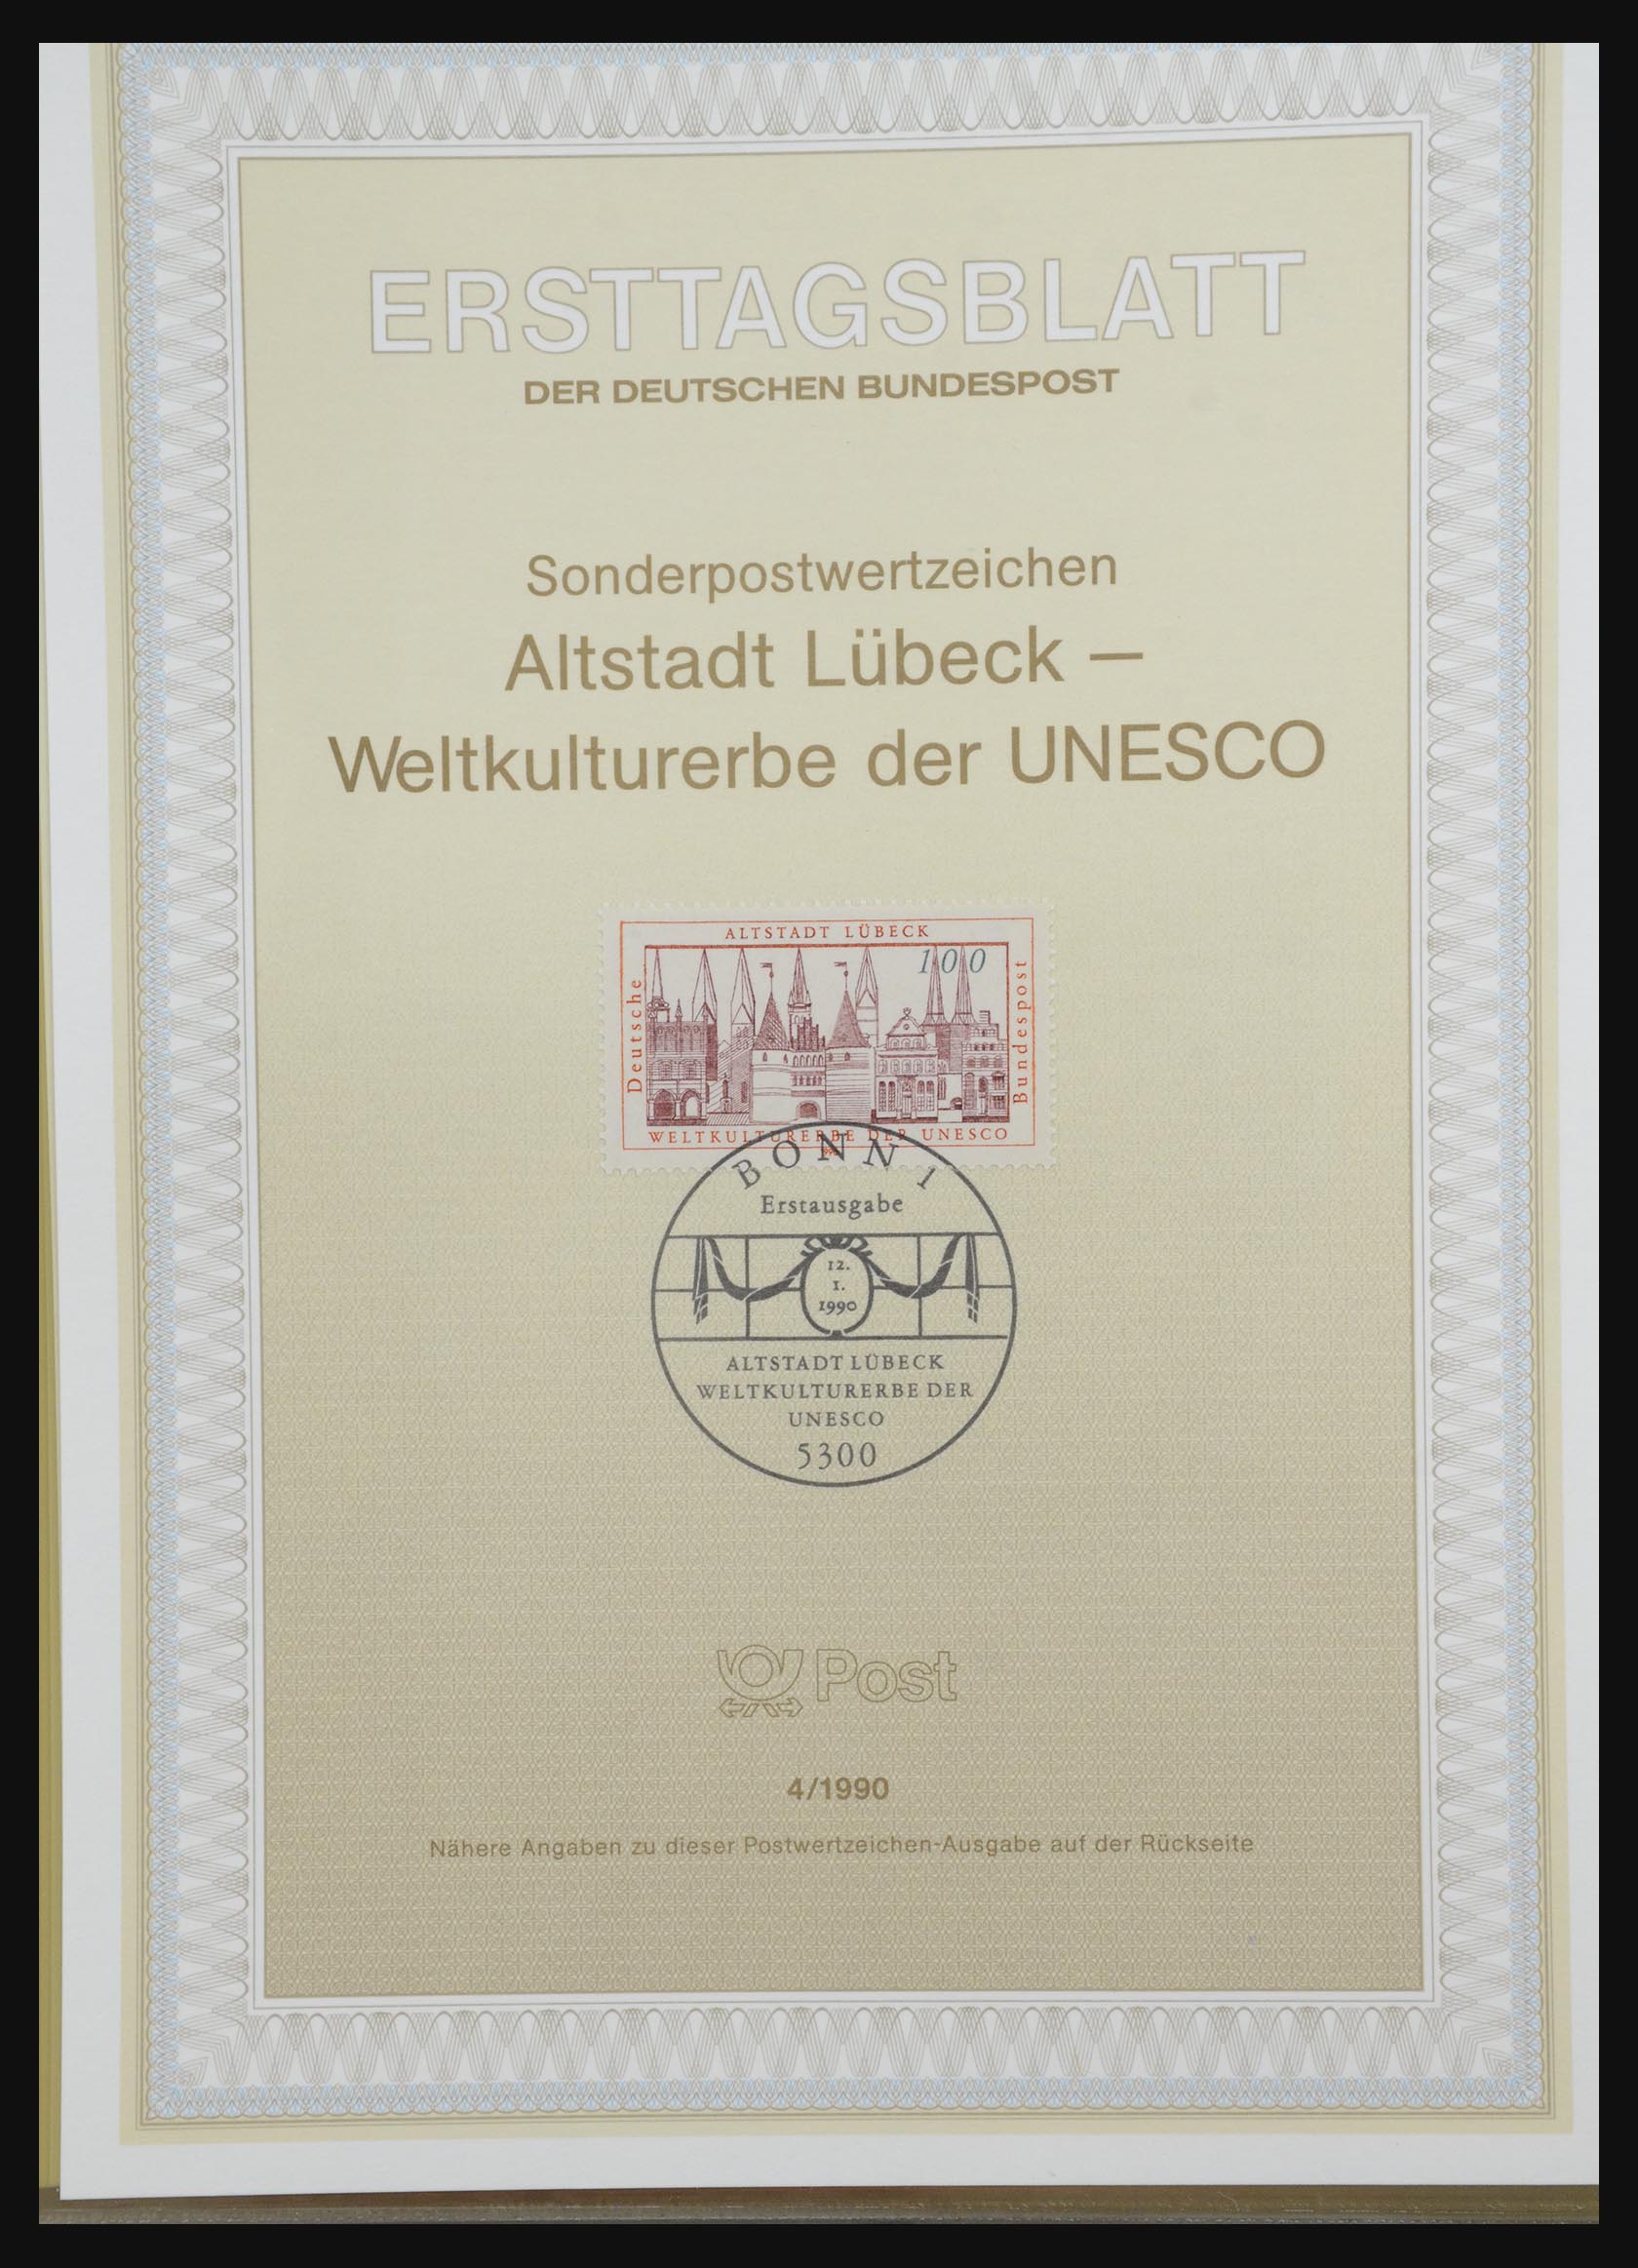 ERSTTAGSBLATT
DER DEUTSCHEN BUNDESPOST
Sonderpostwertzeichen
Altstadt Lübeck –
Weltkulturerbe der UNESCO
ALTSTADT LÜBECK
100
Deutsche
Bundespost
WELTKULTURERBE DER UNESCO
BONN 1
Erstausgabe
12.
1.
1990
ALTSTADT LÜBECK
WELTKULTURERBE DER
UNESCO
5300
Post
4/1990
Nähere Angaben zu dieser Postwertzeichen-Ausgabe auf der Rückseite